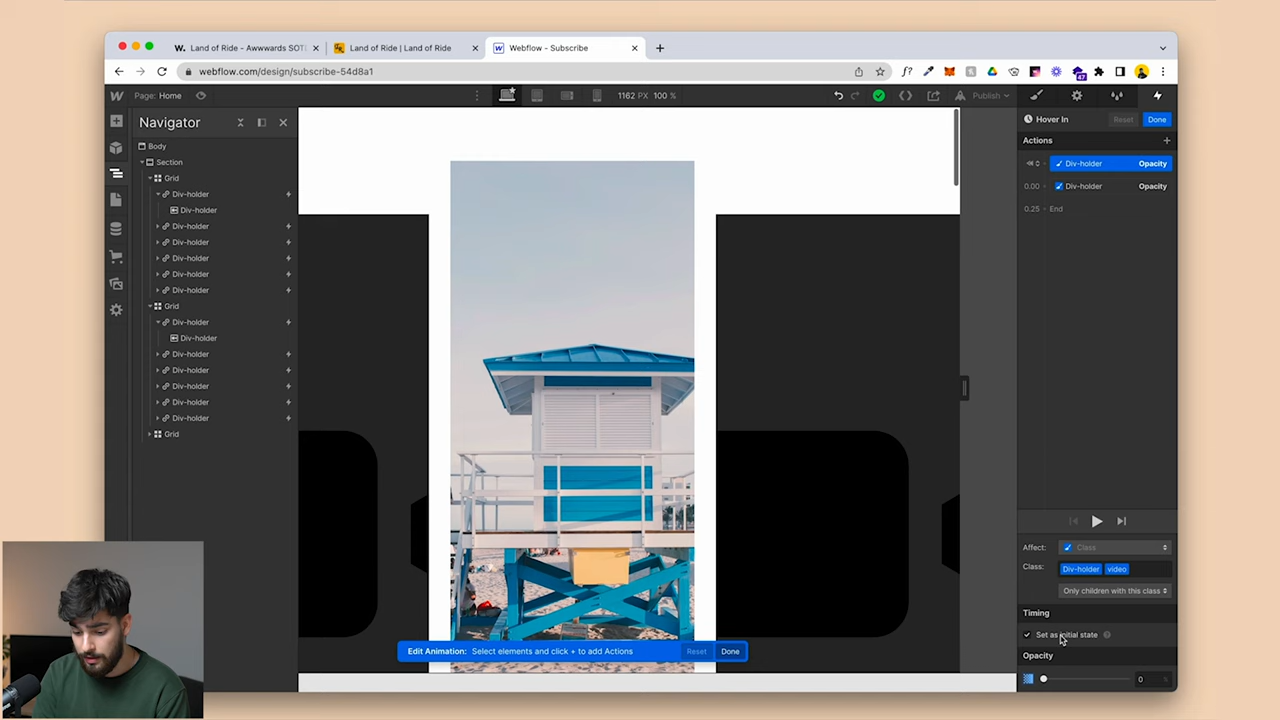 W. Land of Ride - Awwwards SOTD
Land of Ride | Land of Ride
Webflow - Subscribe
webflow.com/design/subscribe-54d8a1
f?
47
Page: Home
1162 PX 100 %
Publish
Navigator
Body
Section
Grid
Div-holder
Div-holder
Div-holder
Div-holder
Div-holder
Div-holder
Div-holder
Grid
Div-holder
Div-holder
Div-holder
Div-holder
Div-holder
Div-holder
Div-holder
Grid
Edit Animation: Select elements and click + to add Actions
Reset
Done
Hover In
Reset
Done
Actions
Div-holder Opacity
0.00 Div-holder Opacity
0.25 End
Affect: Class
Class: Div-holder video
Only children with this class
Timing
Set as initial state
Opacity
0 %